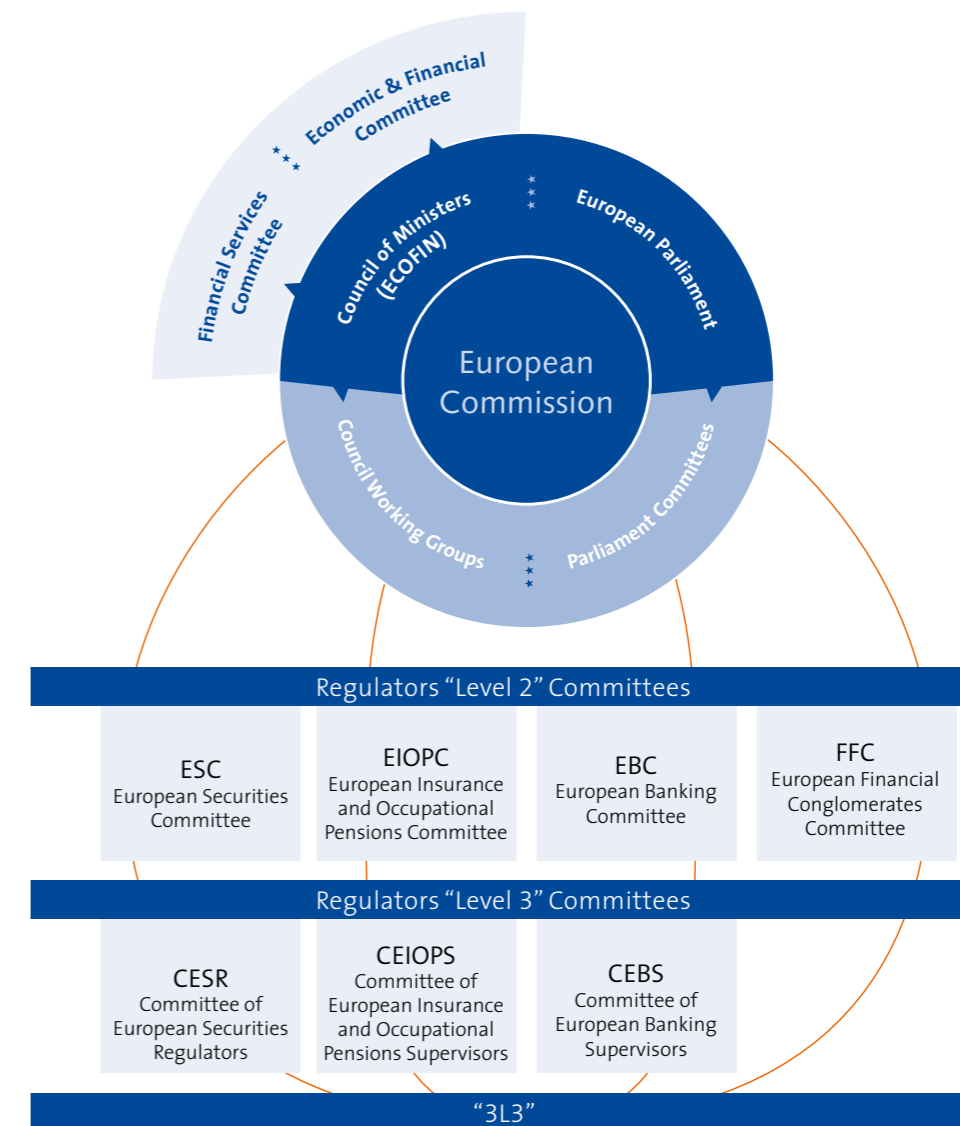 Economic & Financial
Committee
Financial Services
Committee
Council of Ministers
(ECOFIN)
European Parliament
European
Commission
Council Working Groups
Parliament Committees
Regulators “Level 2” Committees
ESC
European Securities
Committee
EIOPC
European Insurance
and Occupational
Pensions Committee
EBC
European Banking
Committee
FFC
European Financial
Conglomerates
Committee
Regulators “Level 3” Committees
CESR
Committee of
European Securities
Regulators
CEIOPS
Committee of
European Insurance
and Occupational
Pensions Supervisors
CEBS
Committee of
European Banking
Supervisors
“3L3”